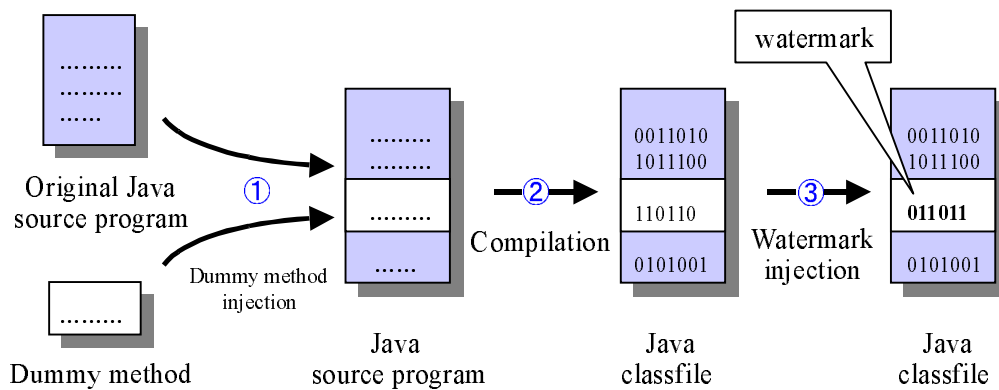 ………
………
……
Original Java
source program
………
Dummy method
①
Dummy method
injection
………
………
………
……
Java
source program
②
Compilation
0011010
1011100
110110
0101001
Java
classfile
③
Watermark
injection
watermark
0011010
1011100
011011
0101001
Java
classfile